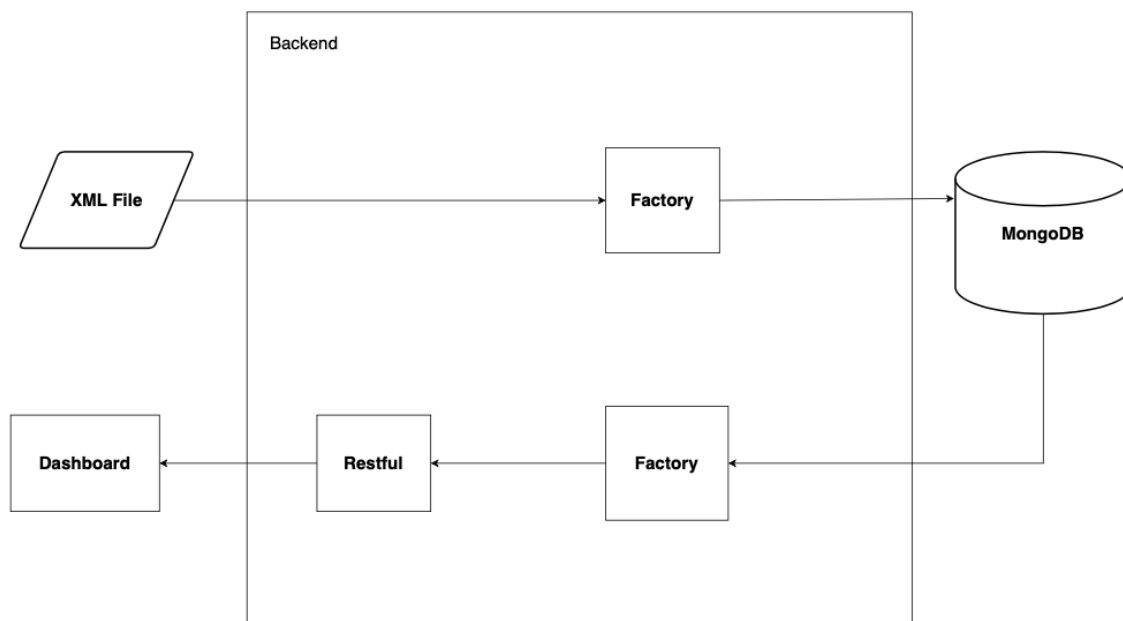 Backend
XML File
Factory
MongoDB
Dashboard
Restful
Factory